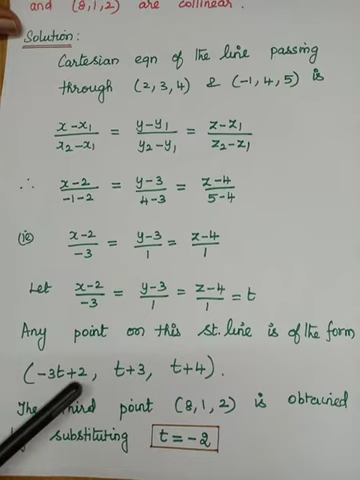 and (8,1,2) are collinear.
Solution:
Cartesian eqn of the line passing
through (2,3,4) & (-1,4,5) is
x-x₁/x₂-x₁ = y-y₁/y₂-y₁ = z-z₁/z₂-z₁
∴ x-2/-1-2 = y-3/4-3 = z-4/5-4
(ie) x-2/-3 = y-3/1 = z-4/1
Let x-2/-3 = y-3/1 = z-4/1 = t
Any point on this st. line is of the form
(-3t+2, t+3, t+4).
The third point (8,1,2) is obtained
by substituting t = -2